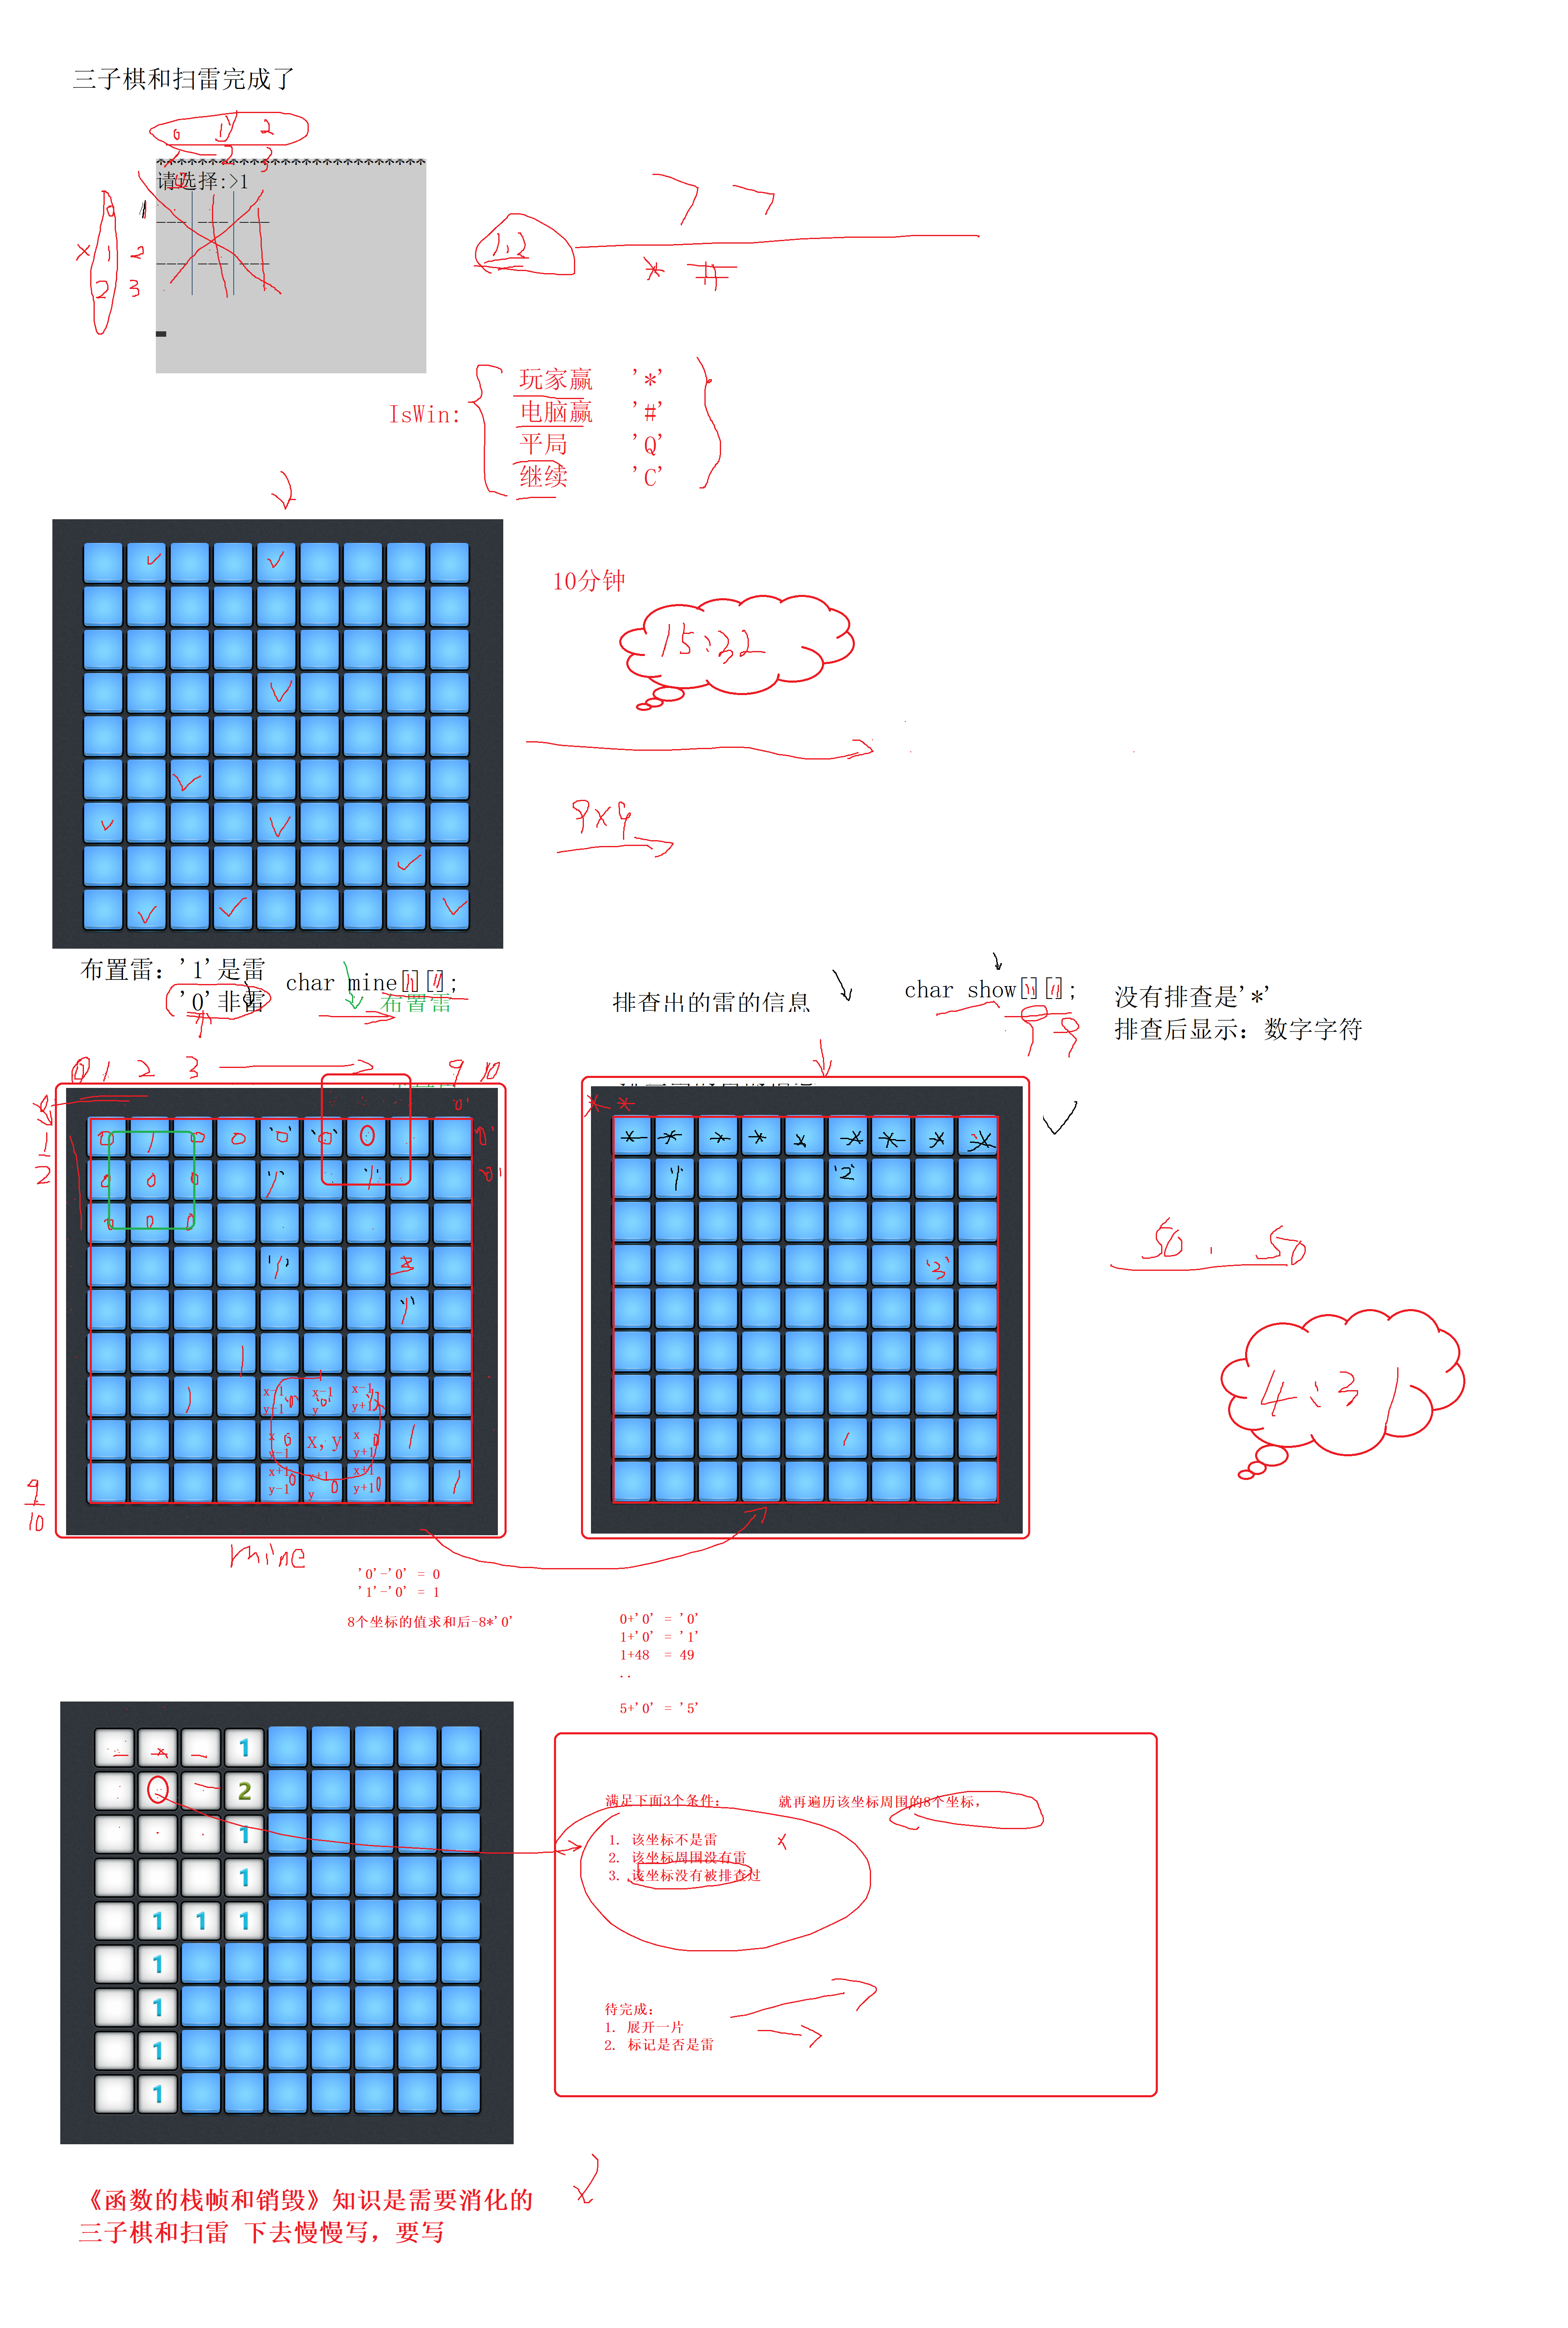 三子棋和扫雷完成了
0 1 2
请选择:>1
0 1
x 1 2
2 3
1,2
* #
IsWin:
玩家赢 '*'
电脑赢 '#'
平局 'Q'
继续 'C'
10分钟
15:32
9x9
布置雷: '1'是雷
'0'非雷
char mine[11][11];
布置雷
排查出的雷的信息
char show[11][11];
9 9
没有排查是'*'
排查后显示: 数字字符
0 1 2 3 9 10
0
1
2
9
10
* *
* * * * * * * * *
'1' '2'
'3'
1
x-1 x-1 x-1
y-1 y y+1
x x,y x
y-1 y+1
x+1 x+1 x+1
y-1 y y+1
mine
50 . 50
4:31
'0'-'0' = 0
'1'-'0' = 1
8个坐标的值求和后-8*'0'
0+'0' = '0'
1+'0' = '1'
1+48 = 49
..
5+'0' = '5'
1
2
1
1
1 1 1
1
1
1
1
满足下面3个条件: 就再遍历该坐标周围的8个坐标,
1. 该坐标不是雷
2. 该坐标周围没有雷
3. 该坐标没有被排查过
待完成:
1. 展开一片
2. 标记是否是雷
《函数的栈帧和销毁》知识是需要消化的
三子棋和扫雷 下去慢慢写, 要写